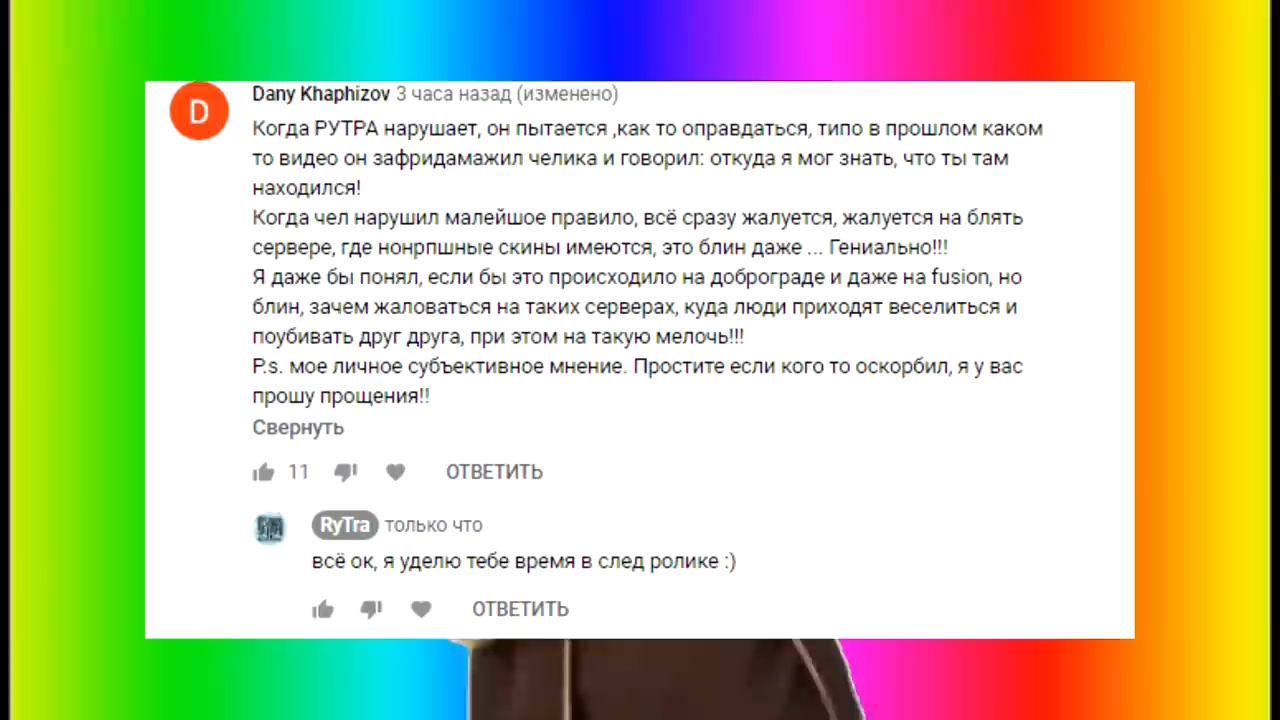 D
Dany Khaphizov 3 часа назад (изменено)
Когда РУТРА нарушает, он пытается ,как то оправдаться, типо в прошлом каком
то видео он зафридамажил челика и говорил: откуда я мог знать, что ты там
находился!
Когда чел нарушил малейшое правило, всё сразу жалуется, жалуется на блять
сервере, где нонрпшные скины имеются, это блин даже ... Гениально!!!
Я даже бы понял, если бы это происходило на доброграде и даже на fusion, но
блин, зачем жаловаться на таких серверах, куда люди приходят веселиться и
поубивать друг друга, при этом на такую мелочь!!!
P.s. мое личное субъективное мнение. Простите если кого то оскорбил, я у вас
прошу прощения!!
Свернуть
11 ОТВЕТИТЬ
RyTra только что
всё ок, я уделю тебе время в след ролике :)
ОТВЕТИТЬ